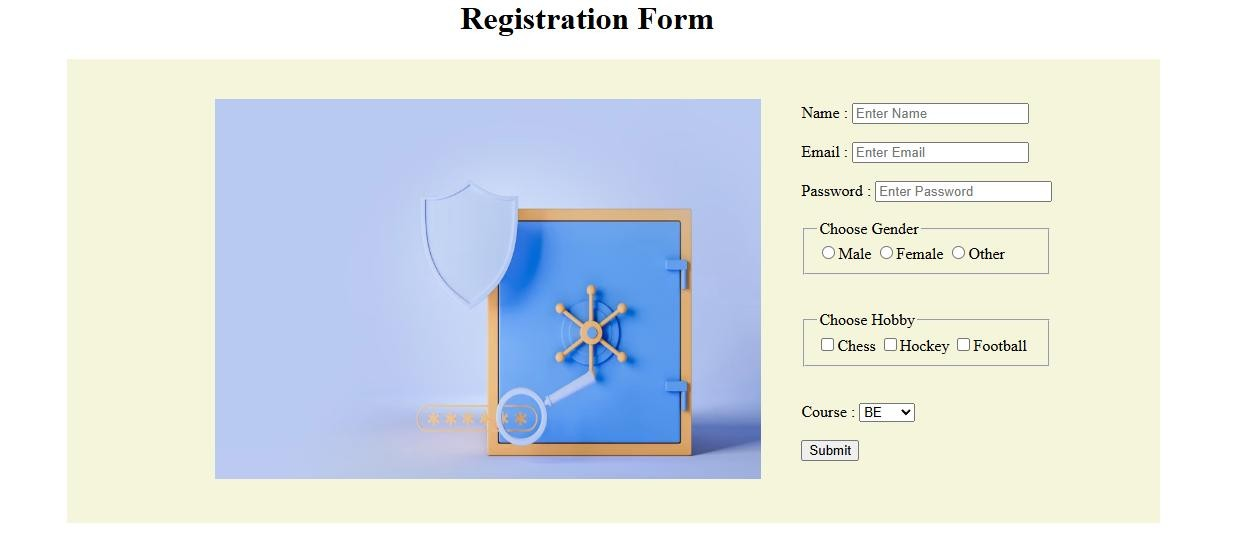 Registration Form
Name : Enter Name
Email : Enter Email
Password : Enter Password
Choose Gender
Male Female Other
Choose Hobby
Chess Hockey Football
Course : BE
Submit
******